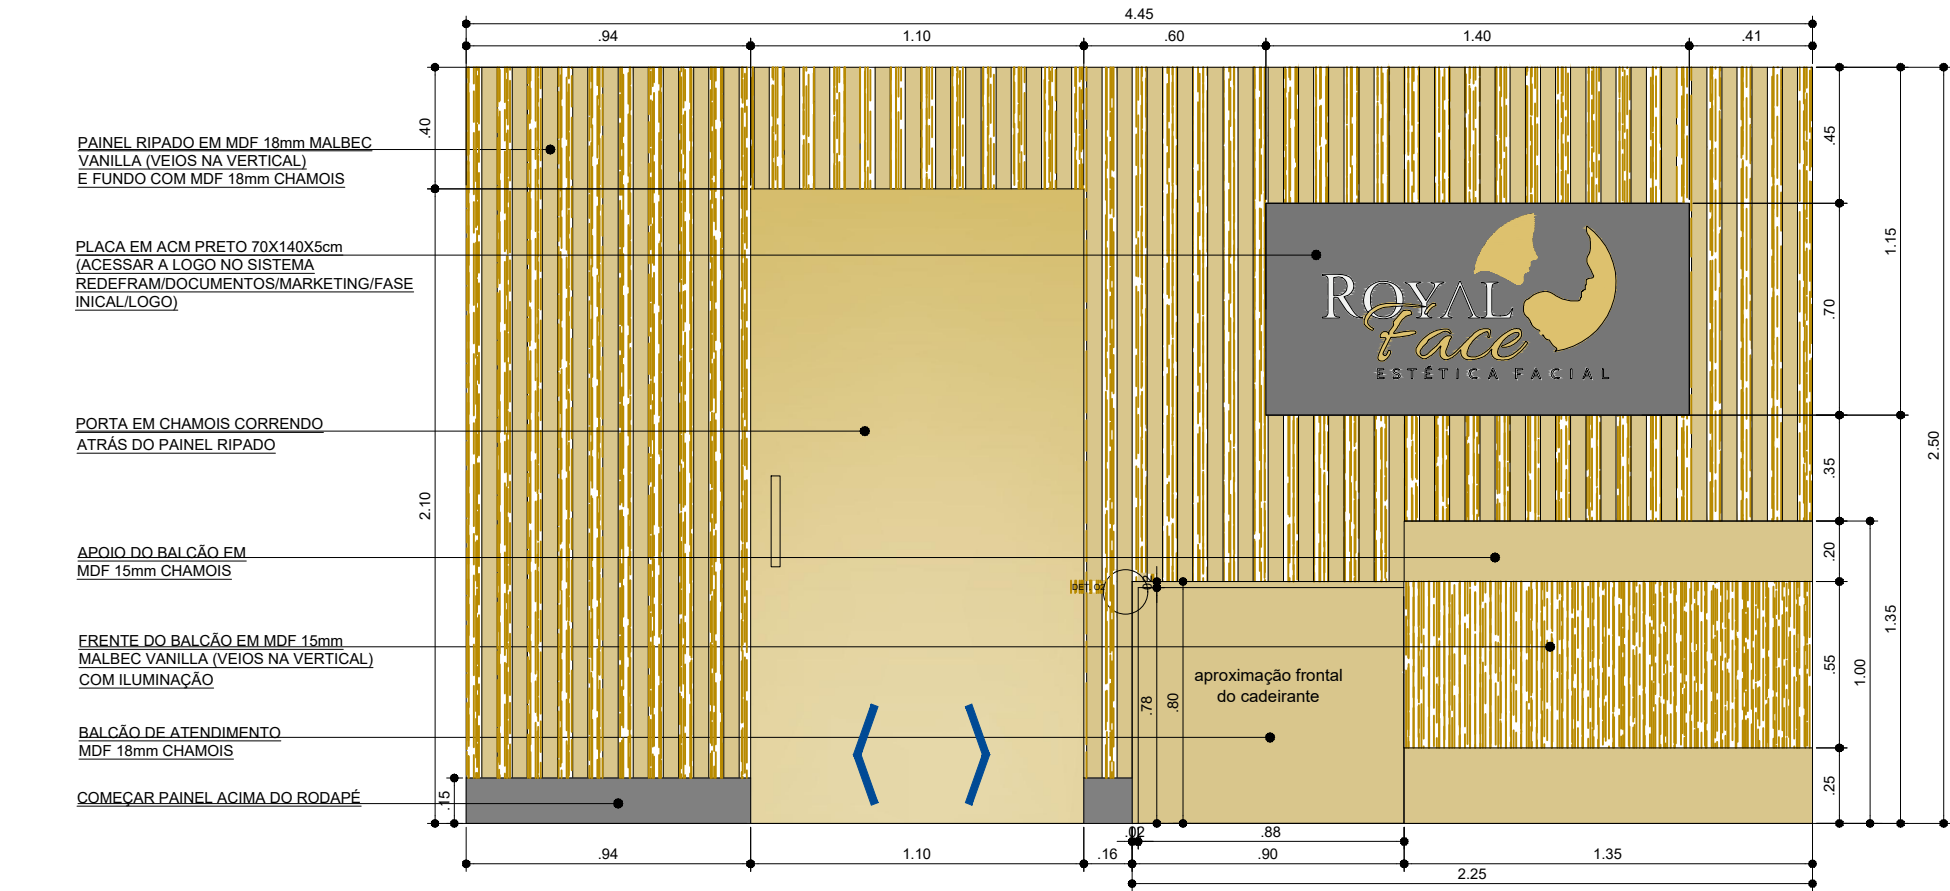 4.45
.94
1.10
.60
1.40
.41
.40
2.10
.15
PAINEL RIPADO EM MDF 18mm MALBEC
VANILLA (VEIOS NA VERTICAL)
E FUNDO COM MDF 18mm CHAMOIS
PLACA EM ACM PRETO 70X140X5cm
(ACESSAR A LOGO NO SISTEMA
REDEFRAM/DOCUMENTOS/MARKETING/FASE
INICAL/LOGO)
PORTA EM CHAMOIS CORRENDO
ATRÁS DO PAINEL RIPADO
APOIO DO BALCÃO EM
MDF 15mm CHAMOIS
FRENTE DO BALCÃO EM MDF 15mm
MALBEC VANILLA (VEIOS NA VERTICAL)
COM ILUMINAÇÃO
BALCÃO DE ATENDIMENTO
MDF 18mm CHAMOIS
COMEÇAR PAINEL ACIMA DO RODAPÉ
ROYAL
Face
ESTÉTICA FACIAL
DET. 02
.02
.78
.80
aproximação frontal
do cadeirante
.45
.70
.35
.20
.55
.25
1.15
1.35
1.00
2.50
.02
.88
.94
1.10
.16
.90
1.35
2.25